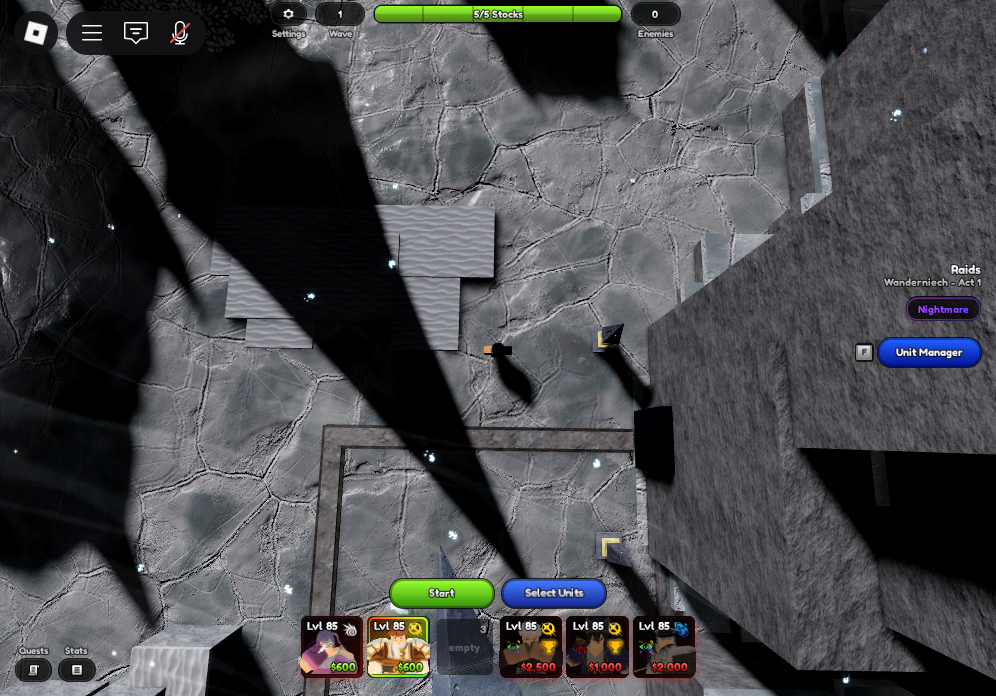 1
5/5 Stocks
0
Settings
Wave
Enemies
Raids
Wanderniech - Act 1
Nightmare
F
Unit Manager
Start
Select Units
Lvl 85
$600
Lvl 85
$600
3
empty
Lvl 85
$2,500
Lvl 85
$1,000
Lvl 85
$2,000
Quests
Stats